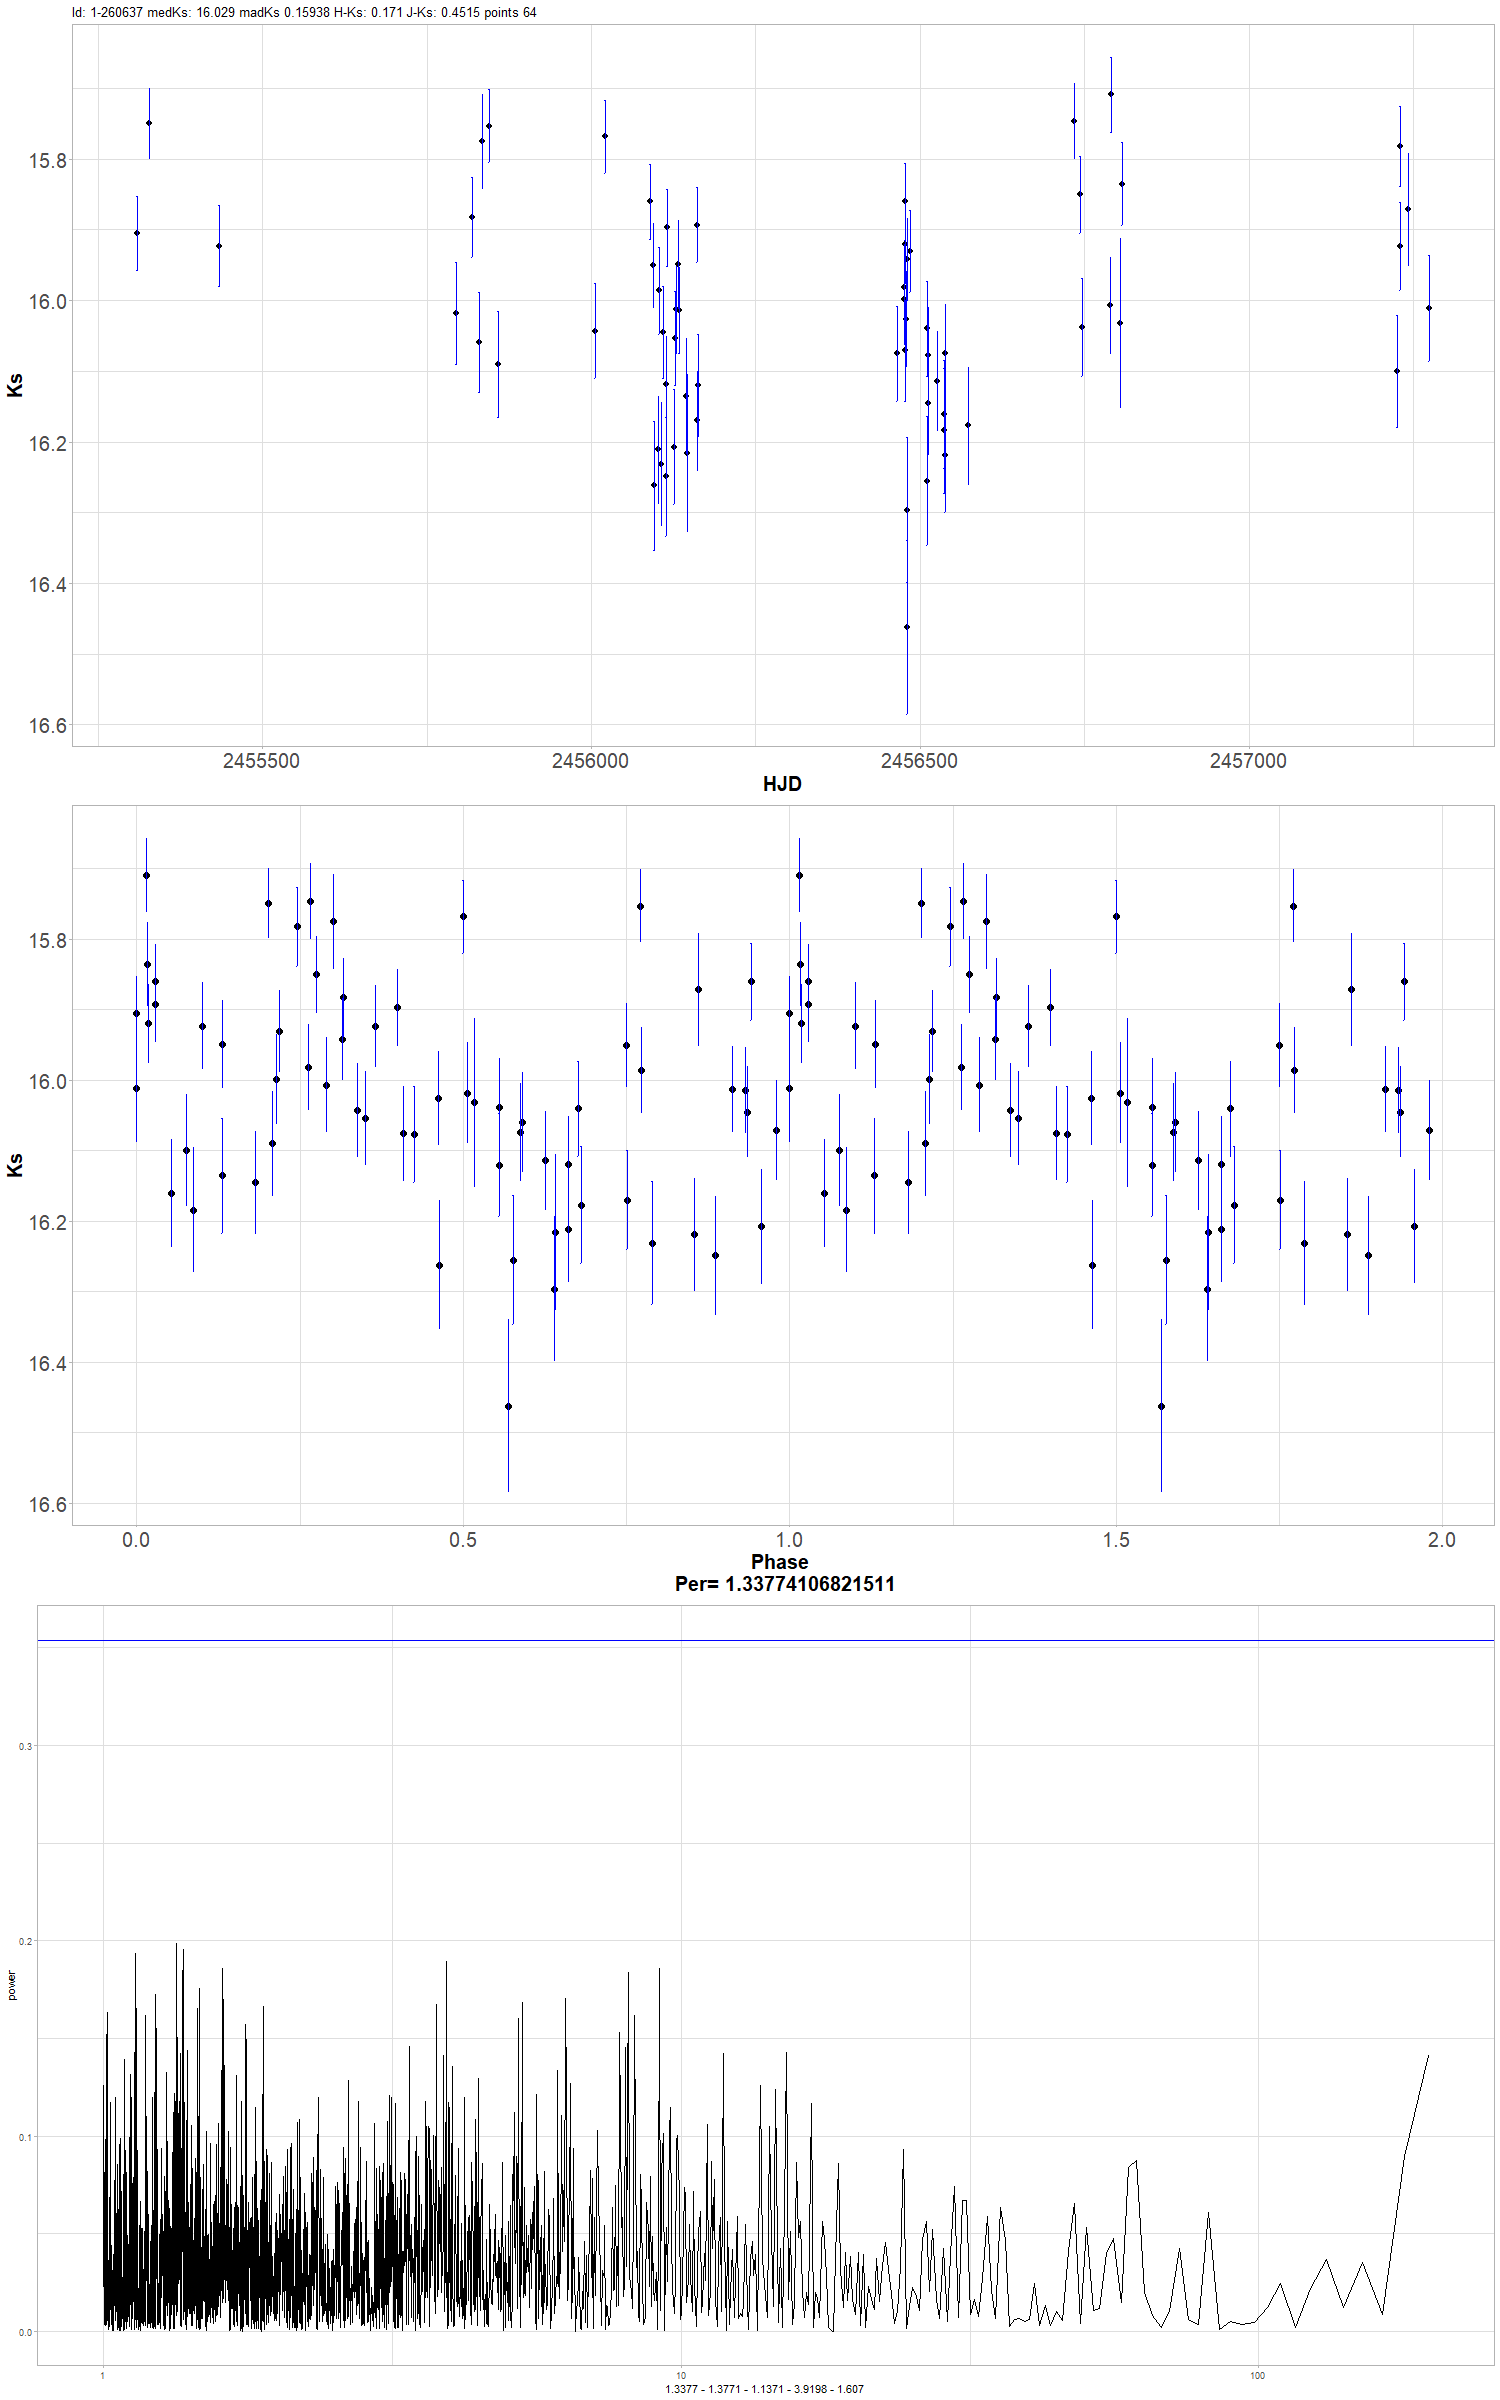 Id: 1-260637 medKs: 16.029 madKs 0.15938 H-Ks: 0.171 J-Ks: 0.4515 points 64
15.8
16.0
16.2
16.4
16.6
Ks
2455500 2456000 2456500 2457000
HJD
15.8
16.0
16.2
16.4
16.6
Ks
0.0 0.5 1.0 1.5 2.0
Phase
Per= 1.33774106821511
0.3
0.2
0.1
0.0
power
1 10 100
1.3377 - 1.3771 - 1.1371 - 3.9198 - 1.607